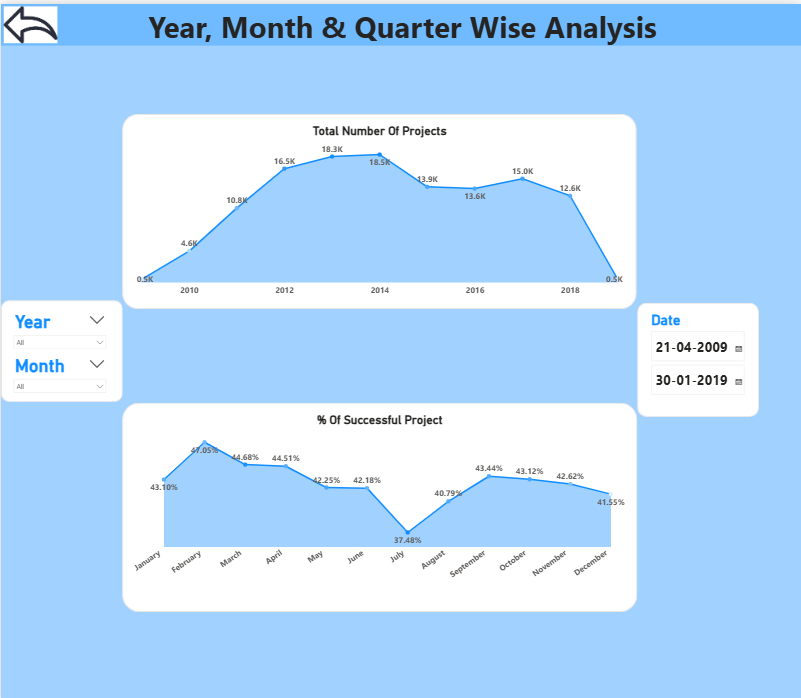 Year, Month & Quarter Wise Analysis
Total Number Of Projects
0.5K
4.6K
10.8K
16.5K
18.3K
18.5K
13.9K
13.6K
15.0K
12.6K
0.5K
2010 2012 2014 2016 2018
Year
All
Month
All
Date
21-04-2009
30-01-2019
% Of Successful Project
43.10%
47.05%
44.68%
44.51%
42.25%
42.18%
37.48%
40.79%
43.44%
43.12%
42.62%
41.55%
January February March April May June July August September October November December